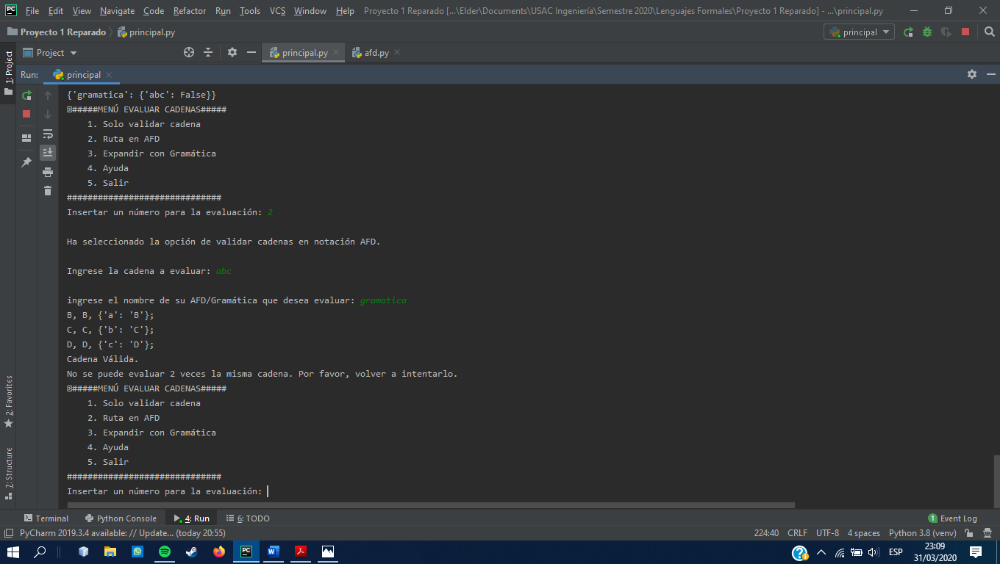 File Edit View Navigate Code Refactor Run Tools VCS Window Help Proyecto 1 Reparado [...\Elder\Documents\USAC Ingeniería\Semestre 2020\Lenguajes Formales\Proyecto 1 Reparado] - ...\principal.py
Proyecto 1 Reparado principal.py principal
1: Project
Project principal.py afd.py
Run: principal
{'gramatica': {'abc': False}}
#####MENÚ EVALUAR CADENAS#####
1. Solo validar cadena
2. Ruta en AFD
3. Expandir con Gramática
4. Ayuda
5. Salir
##############################
Insertar un número para la evaluación: 2
Ha seleccionado la opción de validar cadenas en notación AFD.
Ingrese la cadena a evaluar: abc
ingrese el nombre de su AFD/Gramática que desea evaluar: gramatica
B, B, {'a': 'B'};
C, C, {'b': 'C'};
D, D, {'c': 'D'};
Cadena Válida.
No se puede evaluar 2 veces la misma cadena. Por favor, volver a intentarlo.
#####MENÚ EVALUAR CADENAS#####
1. Solo validar cadena
2. Ruta en AFD
3. Expandir con Gramática
4. Ayuda
5. Salir
##############################
Insertar un número para la evaluación:
2: Favorites
7: Structure
Terminal Python Console 4: Run 6: TODO 1 Event Log
PyCharm 2019.3.4 available: // Update... (today 20:55) 224:40 CRLF UTF-8 4 spaces Python 3.8 (venv)
PC ESP 23:09
31/03/2020